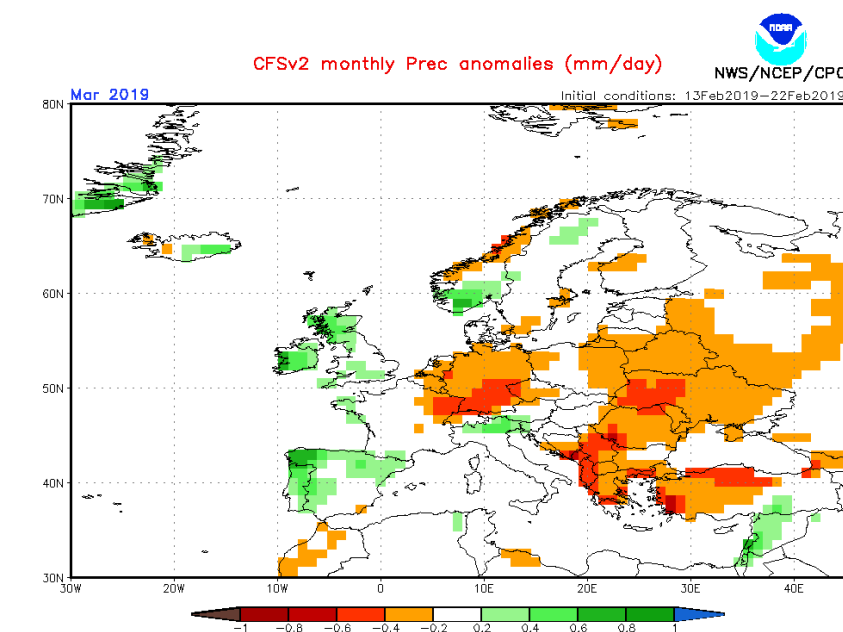 NOAA
CFSv2 monthly Prec anomalies (mm/day)
NWS/NCEP/CPC
Mar 2019
Initial conditions: 13Feb2019-22Feb2019
80N
70N
60N
50N
40N
30N
30W 20W 10W 0 10E 20E 30E 40E
-1 -0.8 -0.6 -0.4 -0.2 0.2 0.4 0.6 0.8 1